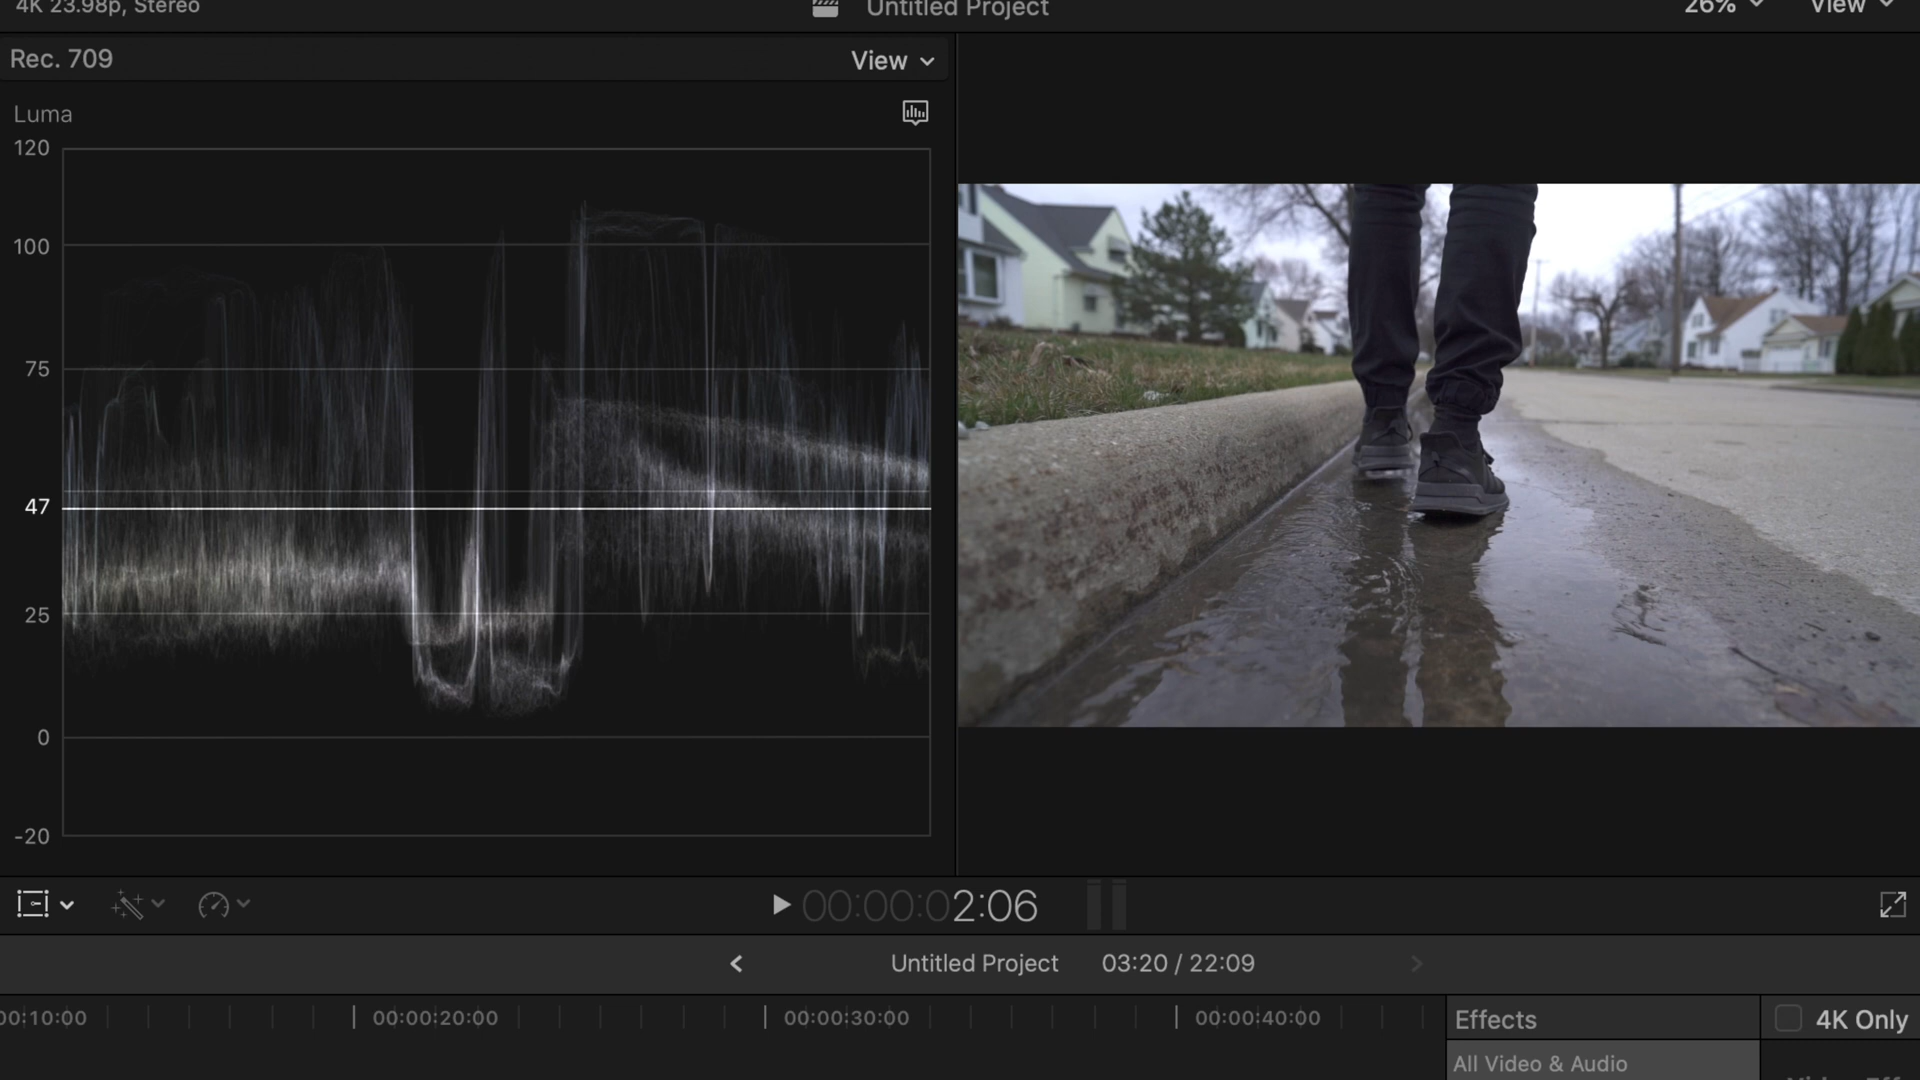 4K 23.98p, Stereo
Untitled Project
26%
View
Rec. 709
View
Luma
120
100
75
47
25
0
-20
00:00:02:06
Untitled Project
03:20 / 22:09
00:10:00
00:00:20:00
00:00:30:00
00:00:40:00
Effects
4K Only
All Video & Audio